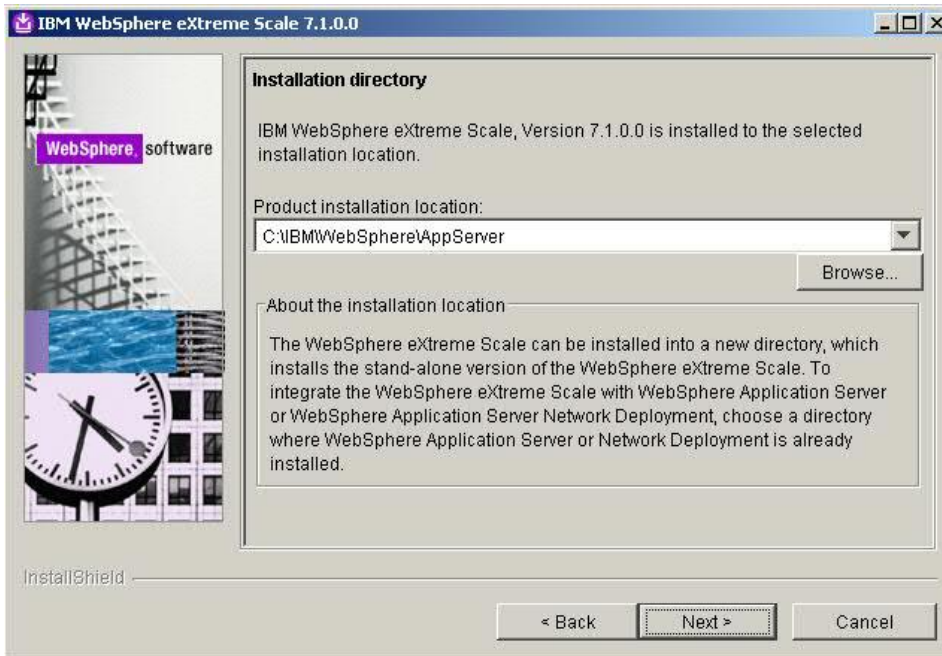 IBM WebSphere eXtreme Scale 7.1.0.0
WebSphere. software
Installation directory
IBM WebSphere eXtreme Scale, Version 7.1.0.0 is installed to the selected
installation location.
Product installation location:
C:\IBM\WebSphere\AppServer
Browse...
About the installation location
The WebSphere eXtreme Scale can be installed into a new directory, which
installs the stand-alone version of the WebSphere eXtreme Scale. To
integrate the WebSphere eXtreme Scale with WebSphere Application Server
or WebSphere Application Server Network Deployment, choose a directory
where WebSphere Application Server or Network Deployment is already
installed.
InstallShield
< Back
Next >
Cancel